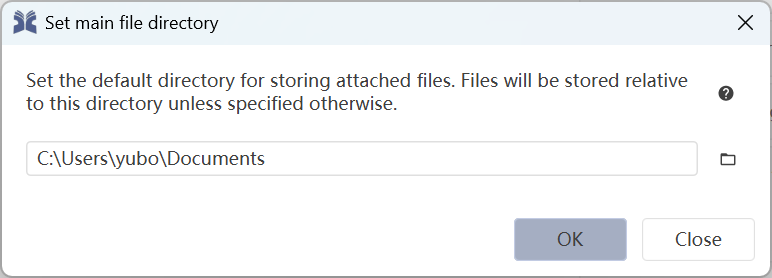 Set main file directory
Set the default directory for storing attached files. Files will be stored relative
to this directory unless specified otherwise.
C:\Users\yubo\Documents
OK
Close